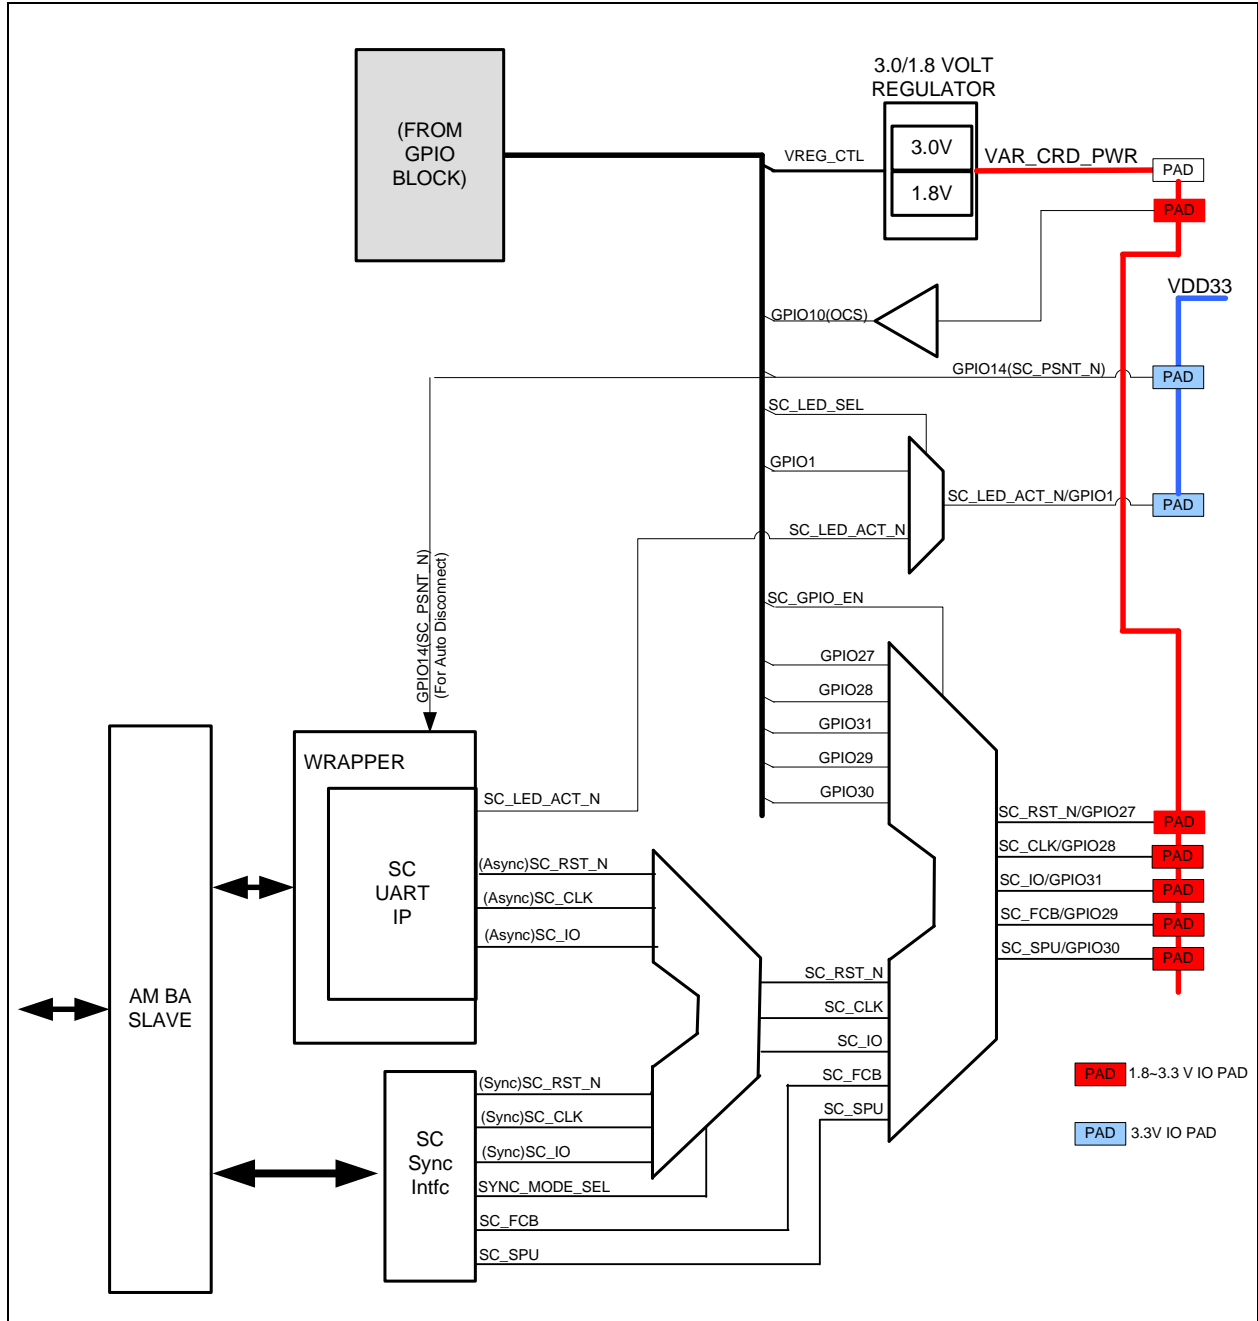 3.0/1.8 VOLT
REGULATOR
(FROM
GPIO
BLOCK)
VREG_CTL
3.0V
1.8V
VAR_CRD_PWR
PAD
PAD
VDD33
GPIO10(OCS)
GPIO14(SC_PSNT_N)
PAD
SC_LED_SEL
GPIO1
SC_LED_ACT_N/GPIO1
PAD
SC_LED_ACT_N
GPIO14(SC_PSNT_N)
(For Auto Disconnect)
SC_GPIO_EN
GPIO27
GPIO28
GPIO31
GPIO29
GPIO30
WRAPPER
SC_LED_ACT_N
SC
UART
IP
(Async)SC_RST_N
(Async)SC_CLK
(Async)SC_IO
SC_RST_N/GPIO27
PAD
SC_CLK/GPIO28
PAD
SC_IO/GPIO31
PAD
SC_FCB/GPIO29
PAD
SC_SPU/GPIO30
PAD
AM BA
SLAVE
SC_RST_N
SC_CLK
SC_IO
SC_FCB
SC_SPU
SC
Sync
Intfc
(Sync)SC_RST_N
(Sync)SC_CLK
(Sync)SC_IO
SYNC_MODE_SEL
SC_FCB
SC_SPU
PAD 1.8~3.3 V IO PAD
PAD 3.3V IO PAD